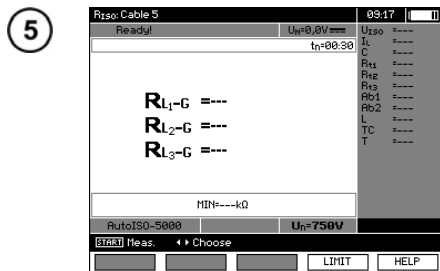 5
RISO: Cable 5 09:17
Ready! UN=0,0V
tn=00:30
RL1-G =---
RL2-G =---
RL3-G =---
MIN=---kΩ
UISO =---
IL =---
C =---
Rt1 =---
Rt2 =---
Rt3 =---
Ab1 =---
Ab2 =---
L =---
TC =---
T =---
AutoISO-5000 Un=750V
START Meas. ◂ ▸ Choose
LIMIT HELP